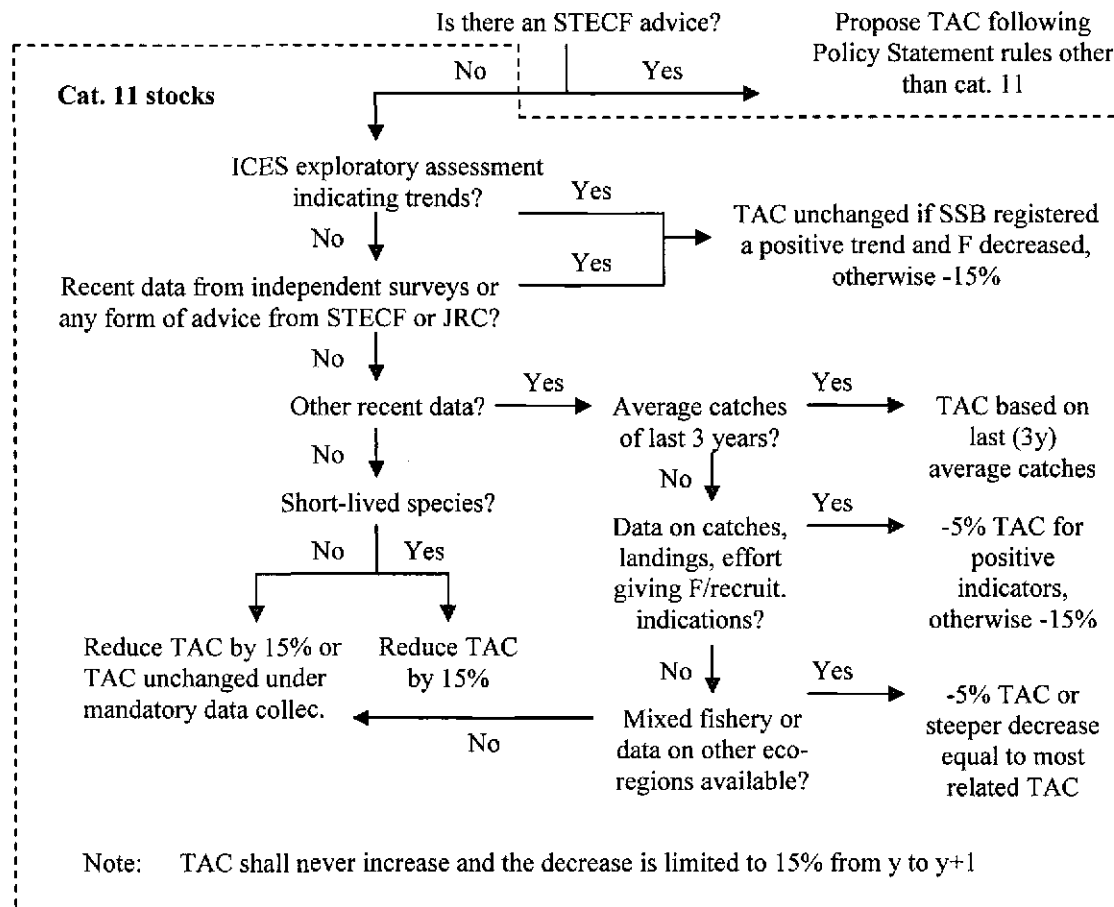 Is there an STECF advice?
Propose TAC following
Policy Statement rules other
than cat. 11
No
Yes
Cat. 11 stocks
ICES exploratory assessment
indicating trends?
Yes
No
TAC unchanged if SSB registered
a positive trend and F decreased,
otherwise -15%
Yes
Recent data from independent surveys or
any form of advice from STECF or JRC?
No
Other recent data?
Yes
Average catches
of last 3 years?
Yes
TAC based on
last (3y)
average catches
No
No
Short-lived species?
Data on catches,
landings, effort
giving F/recruit.
indications?
Yes
-5% TAC for
positive
indicators,
otherwise -15%
No
Yes
Reduce TAC by 15% or
TAC unchanged under
mandatory data collec.
Reduce TAC
by 15%
No
Mixed fishery or
data on other eco-
regions available?
Yes
-5% TAC or
steeper decrease
equal to most
related TAC
No
Note: TAC shall never increase and the decrease is limited to 15% from y to y+1